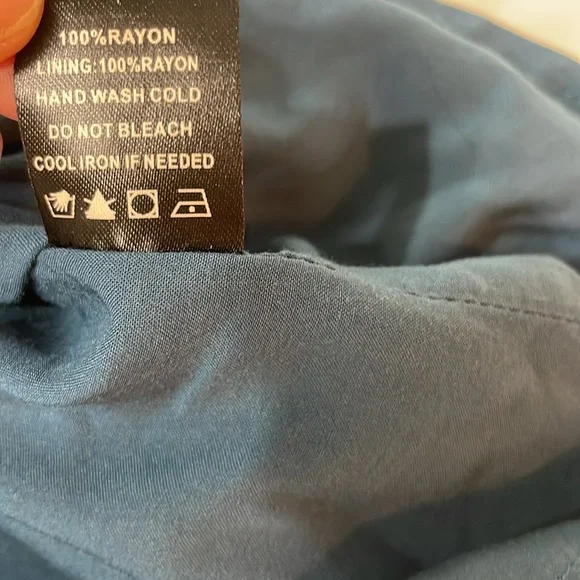 100%RAYON
LINING:100%RAYON
HAND WASH COLD
DO NOT BLEACH
COOL IRON IF NEEDED